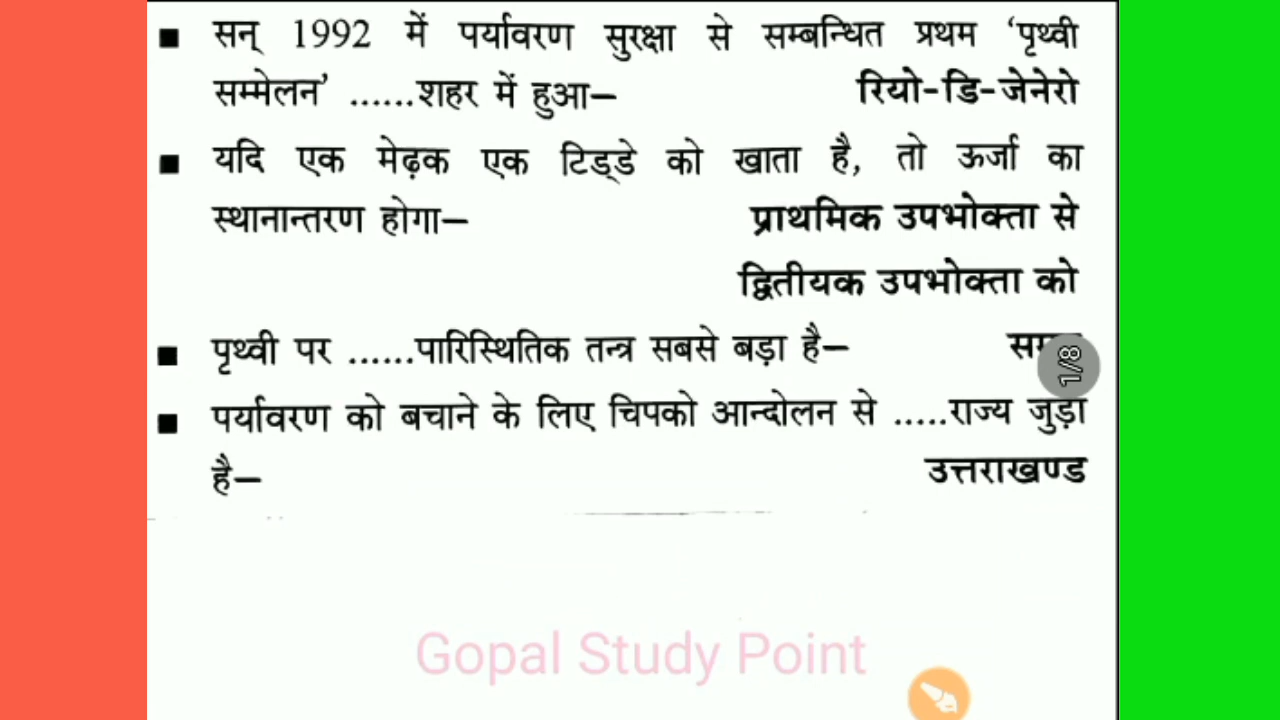 ■ सन् 1992 में पर्यावरण सुरक्षा से सम्बन्धित प्रथम ‘पृथ्वी
सम्मेलन’ ......शहर में हुआ– रियो-डि-जेनेरो
■ यदि एक मेढ़क एक टिड्डे को खाता है, तो ऊर्जा का
स्थानान्तरण होगा– प्राथमिक उपभोक्ता से
द्वितीयक उपभोक्ता को
■ पृथ्वी पर ......पारिस्थितिक तन्त्र सबसे बड़ा है–
1/8
■ पर्यावरण को बचाने के लिए चिपको आन्दोलन से .....राज्य जुड़ा
है– उत्तराखण्ड
Gopal Study Point